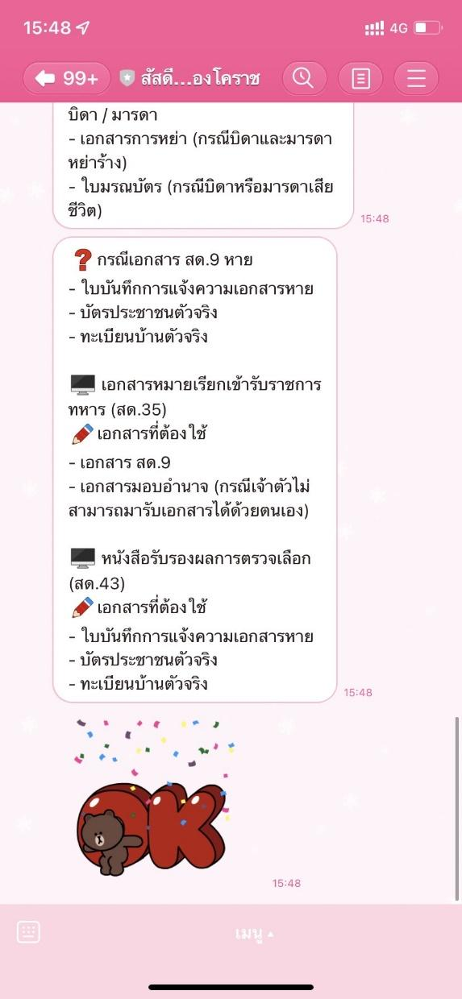 15:48
4G
99+
สัสดี...องโคราช
บิดา / มารดา
- เอกสารการหย่า (กรณีบิดาและมารดา
หย่าร้าง)
- ใบมรณบัตร (กรณีบิดาหรือมารดาเสีย
ชีวิต)
15:48
❓ กรณีเอกสาร สด.9 หาย
- ใบบันทึกการแจ้งความเอกสารหาย
- บัตรประชาชนตัวจริง
- ทะเบียนบ้านตัวจริง
เอกสารหมายเรียกเข้ารับราชการ
ทหาร (สด.35)
เอกสารที่ต้องใช้
- เอกสาร สด.9
- เอกสารมอบอำนาจ (กรณีเจ้าตัวไม่
สามารถมารับเอกสารได้ด้วยตนเอง)
หนังสือรับรองผลการตรวจเลือก
(สด.43)
เอกสารที่ต้องใช้
- ใบบันทึกการแจ้งความเอกสารหาย
- บัตรประชาชนตัวจริง
- ทะเบียนบ้านตัวจริง
15:48
OK
15:48
เมนู